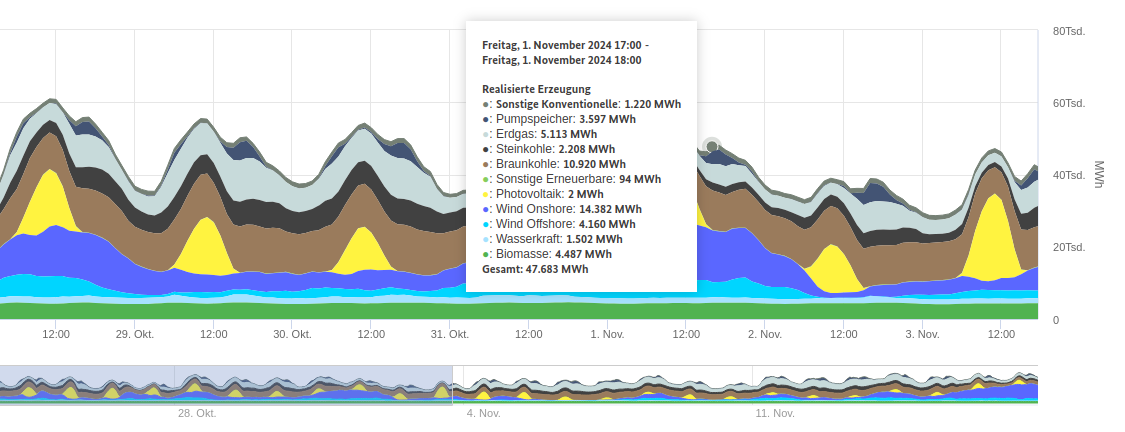 80Tsd.
60Tsd.
40Tsd.
20Tsd.
0
MWh
Freitag, 1. November 2024 17:00 -
Freitag, 1. November 2024 18:00
Realisierte Erzeugung
●: Sonstige Konventionelle: 1.220 MWh
●: Pumpspeicher: 3.597 MWh
●: Erdgas: 5.113 MWh
●: Steinkohle: 2.208 MWh
●: Braunkohle: 10.920 MWh
●: Sonstige Erneuerbare: 94 MWh
●: Photovoltaik: 2 MWh
●: Wind Onshore: 14.382 MWh
●: Wind Offshore: 4.160 MWh
●: Wasserkraft: 1.502 MWh
●: Biomasse: 4.487 MWh
Gesamt: 47.683 MWh
12:00 29. Okt. 12:00 30. Okt. 12:00 31. Okt. 12:00 1. Nov. 12:00 2. Nov. 12:00 3. Nov. 12:00
28. Okt. 4. Nov. 11. Nov.